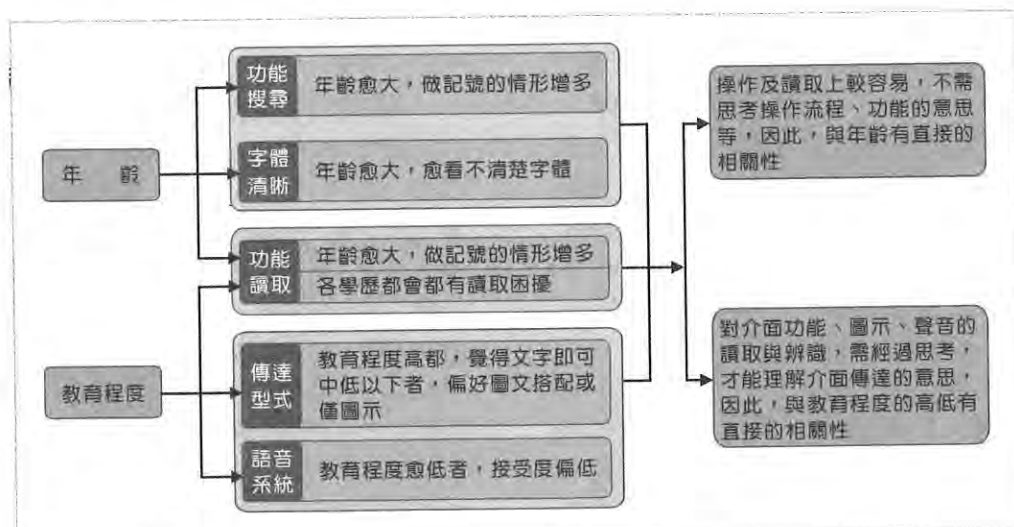 年 齡
教育程度
功能
搜尋
年齡愈大，做記號的情形增多
字體
清晰
年齡愈大，愈看不清楚字體
功能
讀取
年齡愈大，做記號的情形增多
各學歷都會都有讀取困擾
傳達
型式
教育程度高都，覺得文字即可
中低以下者，偏好圖文搭配或
僅圖示
語音
系統
教育程度愈低者，接受度偏低
操作及讀取上較容易，不需
思考操作流程、功能的意思
等，因此，與年齡有直接的
相關性
對介面功能、圖示、聲音的
讀取與辨識，需經過思考，
才能理解介面傳達的意思，
因此，與教育程度的高低有
直接的相關性